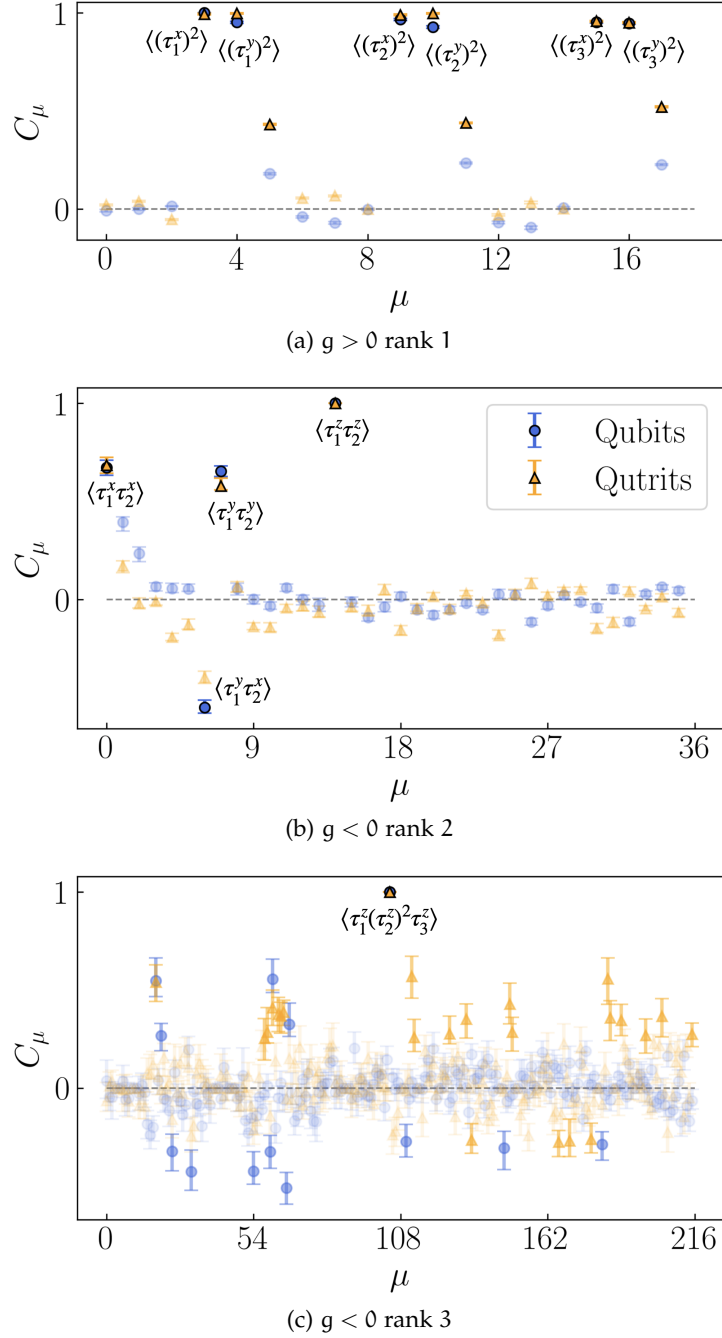 1
⟨(τ₁ˣ)²⟩ ⟨(τ₁ʸ)²⟩ ⟨(τ₂ˣ)²⟩ ⟨(τ₂ʸ)²⟩ ⟨(τ₃ˣ)²⟩ ⟨(τ₃ʸ)²⟩
C_μ
0
0 4 8 12 16
μ
(a) g > 0 rank 1
1
⟨τ₁ᶻτ₂ᶻ⟩
Qubits
Qutrits
⟨τ₁ˣτ₂ˣ⟩ ⟨τ₁ʸτ₂ʸ⟩
C_μ
0
⟨τ₁ʸτ₂ˣ⟩
0 9 18 27 36
μ
(b) g < 0 rank 2
1
⟨τ₁ᶻ(τ₂ᶻ)²τ₃ᶻ⟩
C_μ
0
0 54 108 162 216
μ
(c) g < 0 rank 3